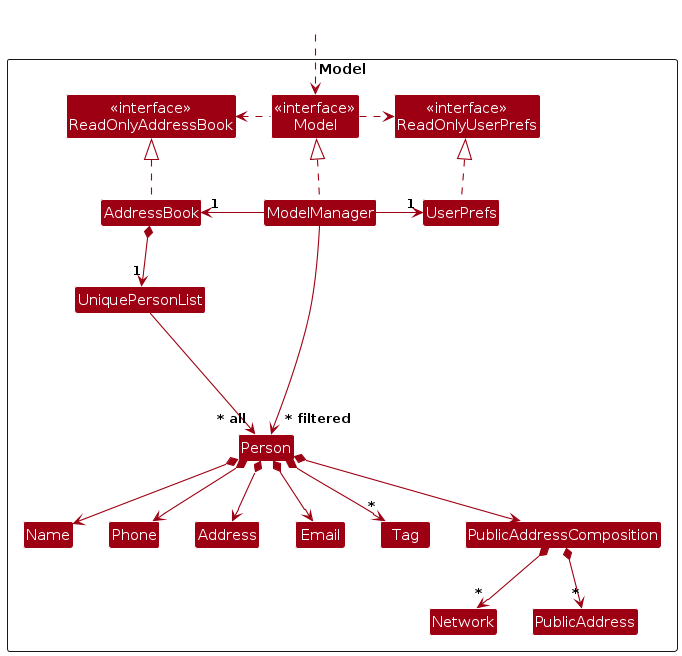 Model
«interface»
ReadOnlyAddressBook
«interface»
Model
«interface»
ReadOnlyUserPrefs
AddressBook
1
ModelManager
1
UserPrefs
1
UniquePersonList
* all
* filtered
Person
*
Name
Phone
Address
Email
Tag
PublicAddressComposition
*
*
Network
PublicAddress